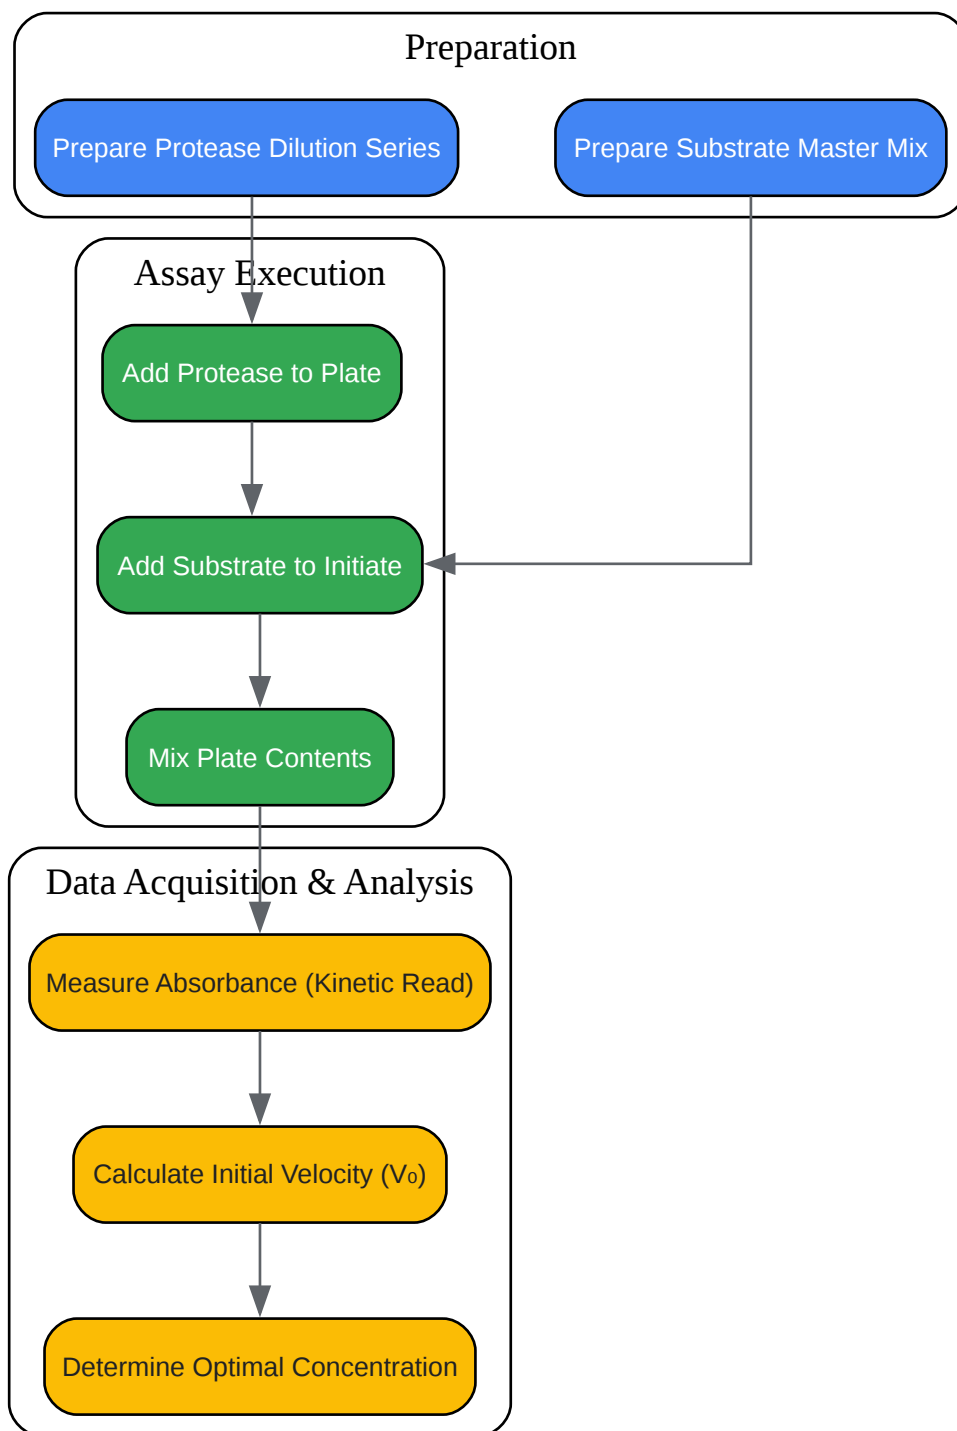 Preparation
Prepare Protease Dilution Series
Prepare Substrate Master Mix
Assay Execution
Add Protease to Plate
Add Substrate to Initiate
Mix Plate Contents
Data Acquisition & Analysis
Measure Absorbance (Kinetic Read)
Calculate Initial Velocity (V₀)
Determine Optimal Concentration